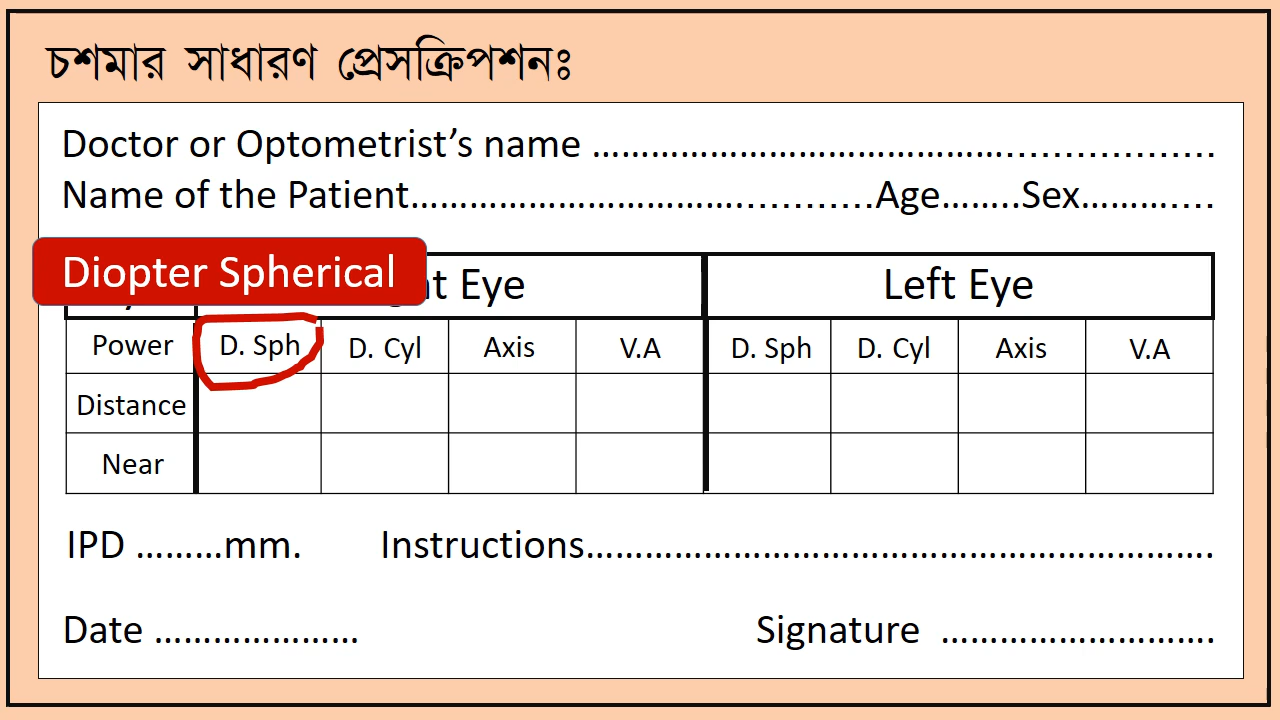 চশমার সাধারণ প্রেসক্রিপশনঃ
Doctor or Optometrist’s name ……………………………………………………
Name of the Patient………………………………………Age……..Sex…………..
Diopter Spherical
Eye Left Eye
Power D. Sph D. Cyl Axis V.A D. Sph D. Cyl Axis V.A
Distance
Near
IPD ………mm. Instructions……………………………………………………….
Date ………………… Signature ……………………….